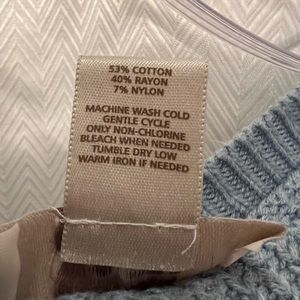 53% COTTON
40% RAYON
7% NYLON
MACHINE WASH COLD
GENTLE CYCLE
ONLY NON-CHLORINE
BLEACH WHEN NEEDED
TUMBLE DRY LOW
WARM IRON IF NEEDED